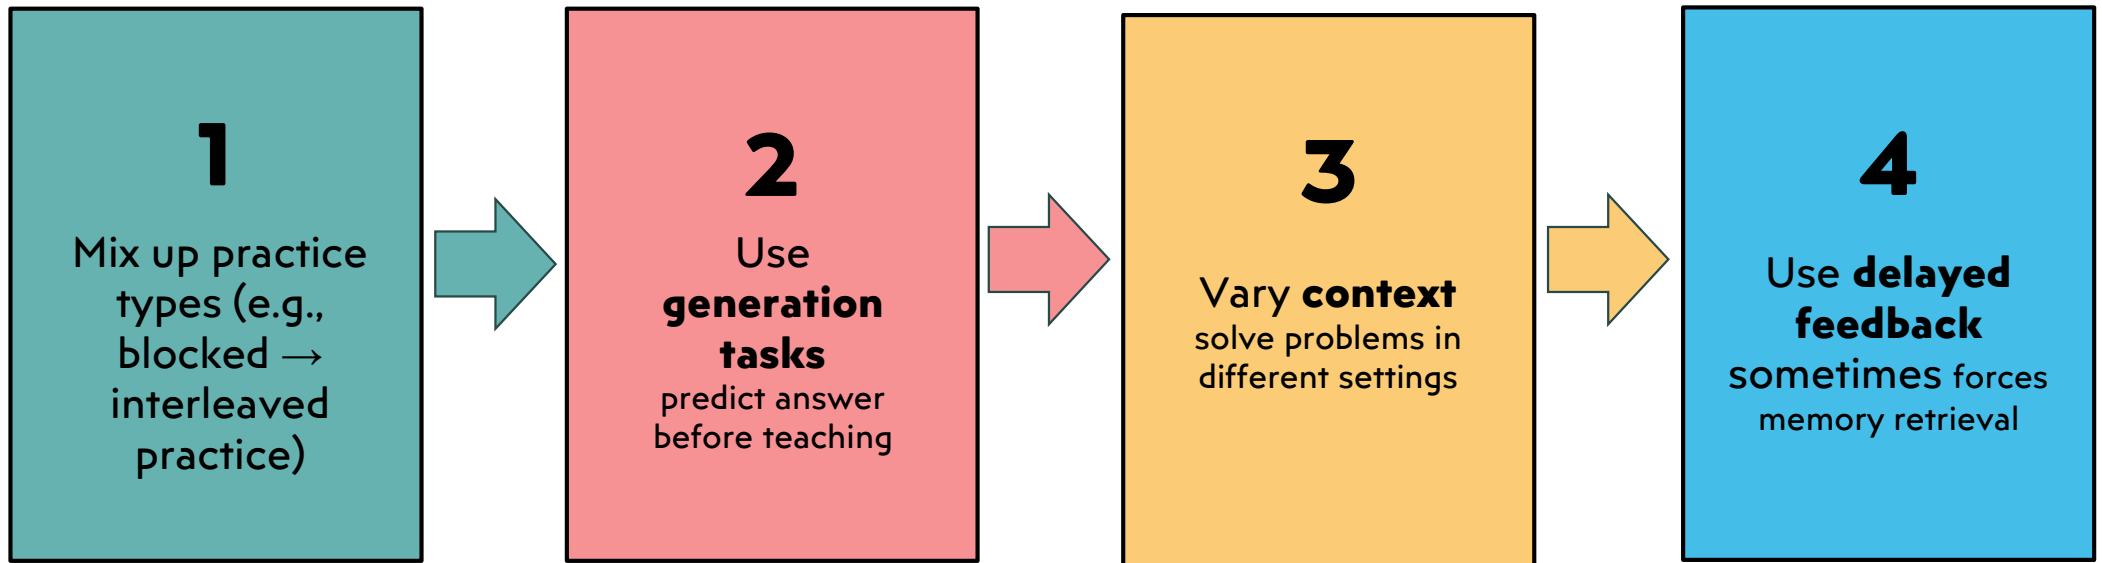 1
Mix up practice
types (e.g.,
blocked →
interleaved
practice)
2
Use
generation
tasks
predict answer
before teaching
3
Vary context
solve problems in
different settings
4
Use delayed
feedback
sometimes forces
memory retrieval